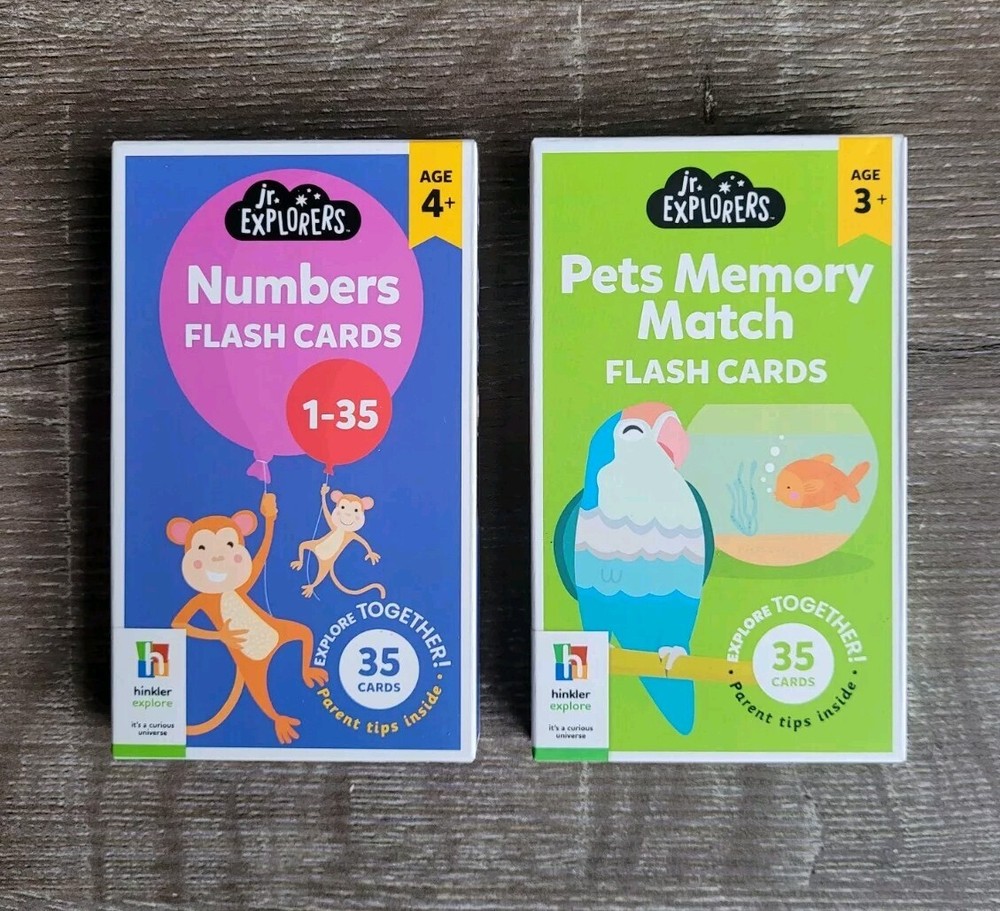 AGE
4+
jr.
EXPLORERS™
Numbers
FLASH CARDS
1-35
EXPLORE TOGETHER!
35
CARDS
• Parent tips inside •
h
hinkler
explore
it's a curious
universe
AGE
3+
jr.
EXPLORERS™
Pets Memory
Match
FLASH CARDS
EXPLORE TOGETHER!
35
CARDS
• Parent tips inside •
h
hinkler
explore
it's a curious
universe